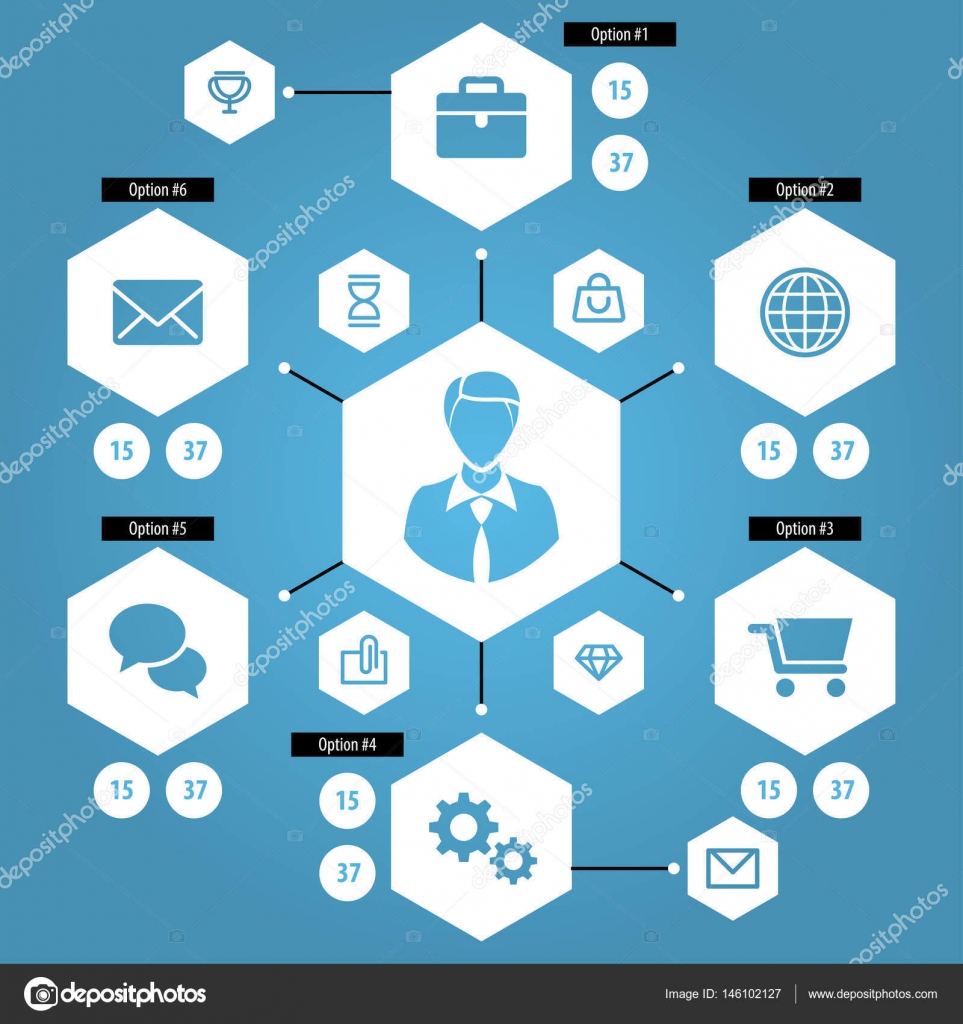 Option #1
15
37
Option #6
Option #2
15 37
15 37
Option #5
Option #3
15 37
15 37
Option #4
15
37
depositphotos
Image ID: 146102127 www.depositphotos.com